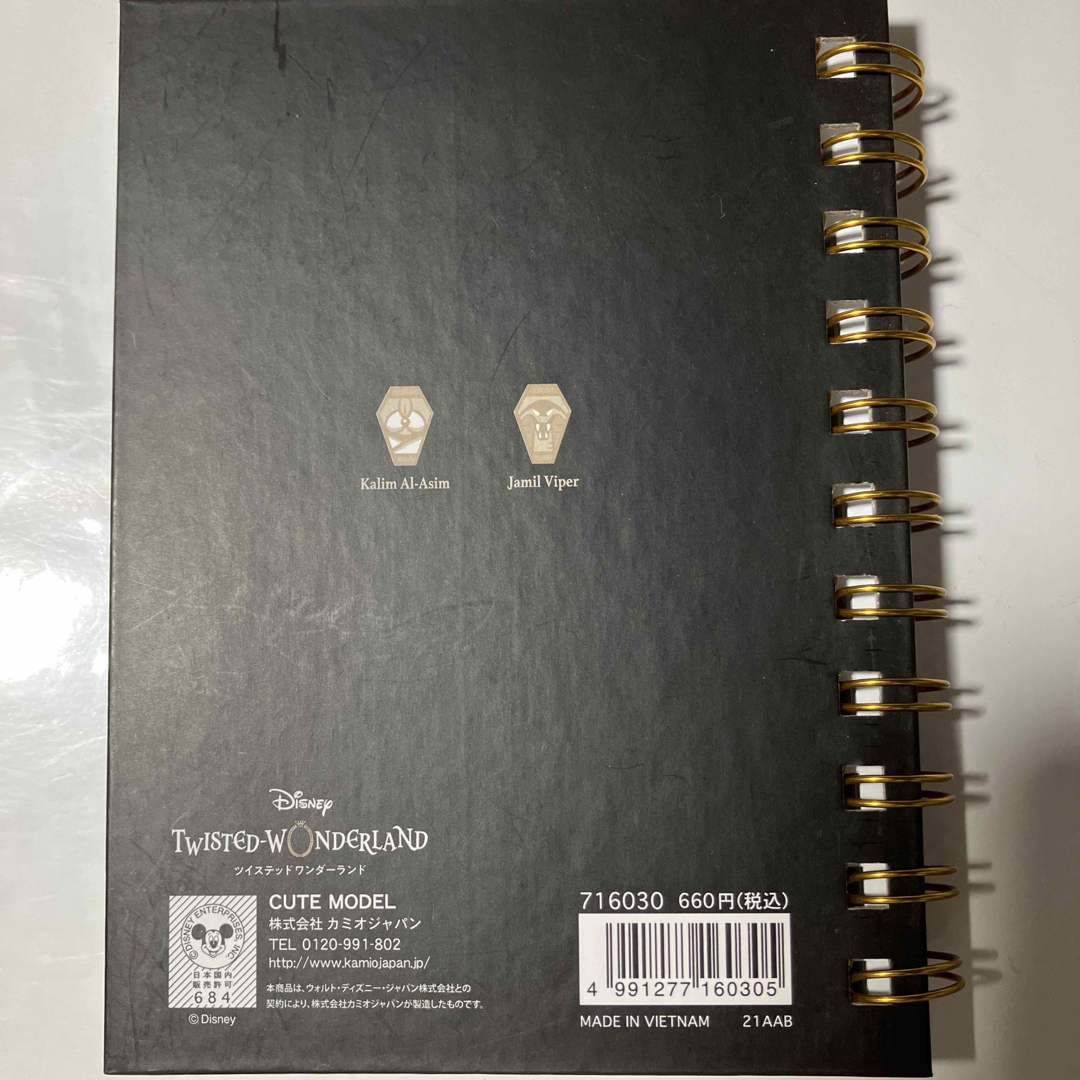 Kalim Al-Asim
Jamil Viper
Disney
TWISTED-WONDERLAND
ツイステッドワンダーランド
©DISNEY ENTERPRISES, INC.
日本国内
販売許可
684
©Disney
CUTE MODEL
株式会社 カミオジャパン
TEL 0120-991-802
http://www.kamiojapan.jp/
本商品は、ウォルト・ディズニー・ジャパン株式会社との
契約により、株式会社カミオジャパンが製造したものです。
716030 660円(税込)
4 991277 160305
MADE IN VIETNAM 21AAB